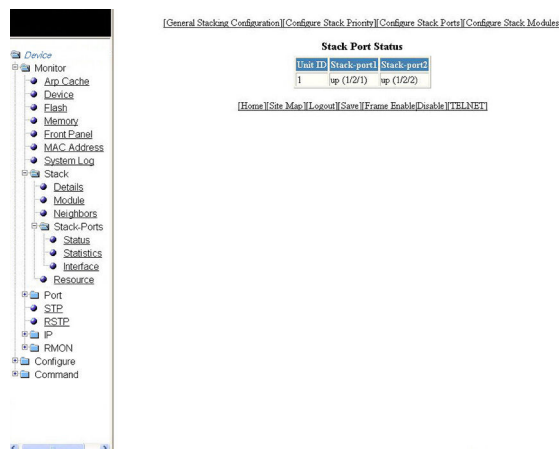 [General Stacking Configuration][Configure Stack Priority][Configure Stack Ports][Configure Stack Modules
Stack Port Status
Unit ID Stack-port1 Stack-port2
1 up (1/2/1) up (1/2/2)
[Home][Site Map][Logout][Save][Frame Enable|Disable][TELNET]
Device
Monitor
Arp Cache
Device
Flash
Memory
Front Panel
MAC Address
System Log
Stack
Details
Module
Neighbors
Stack-Ports
Status
Statistics
Interface
Resource
Port
STP
RSTP
IP
RMON
Configure
Command